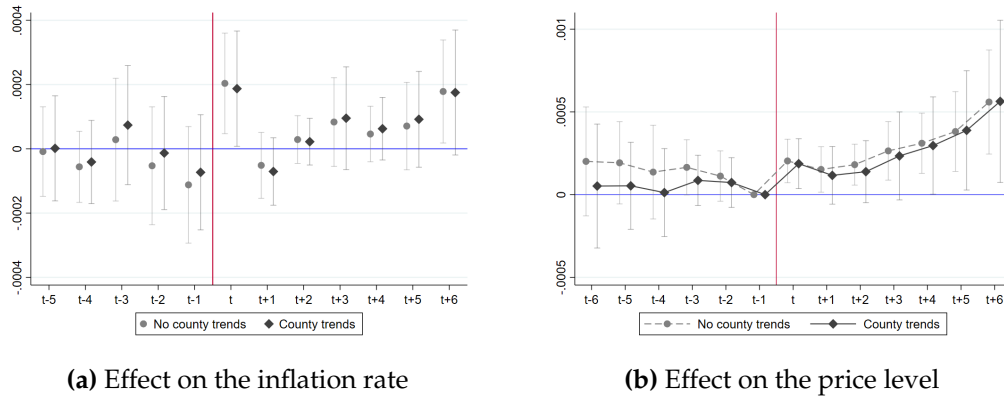 .0004
.0002
0
-.0002
-.0004
t-5 t-4 t-3 t-2 t-1 t t+1 t+2 t+3 t+4 t+5 t+6
No county trends County trends
(a) Effect on the inflation rate
.001
.0005
0
-.0005
t-6 t-5 t-4 t-3 t-2 t-1 t t+1 t+2 t+3 t+4 t+5 t+6
No county trends County trends
(b) Effect on the price level